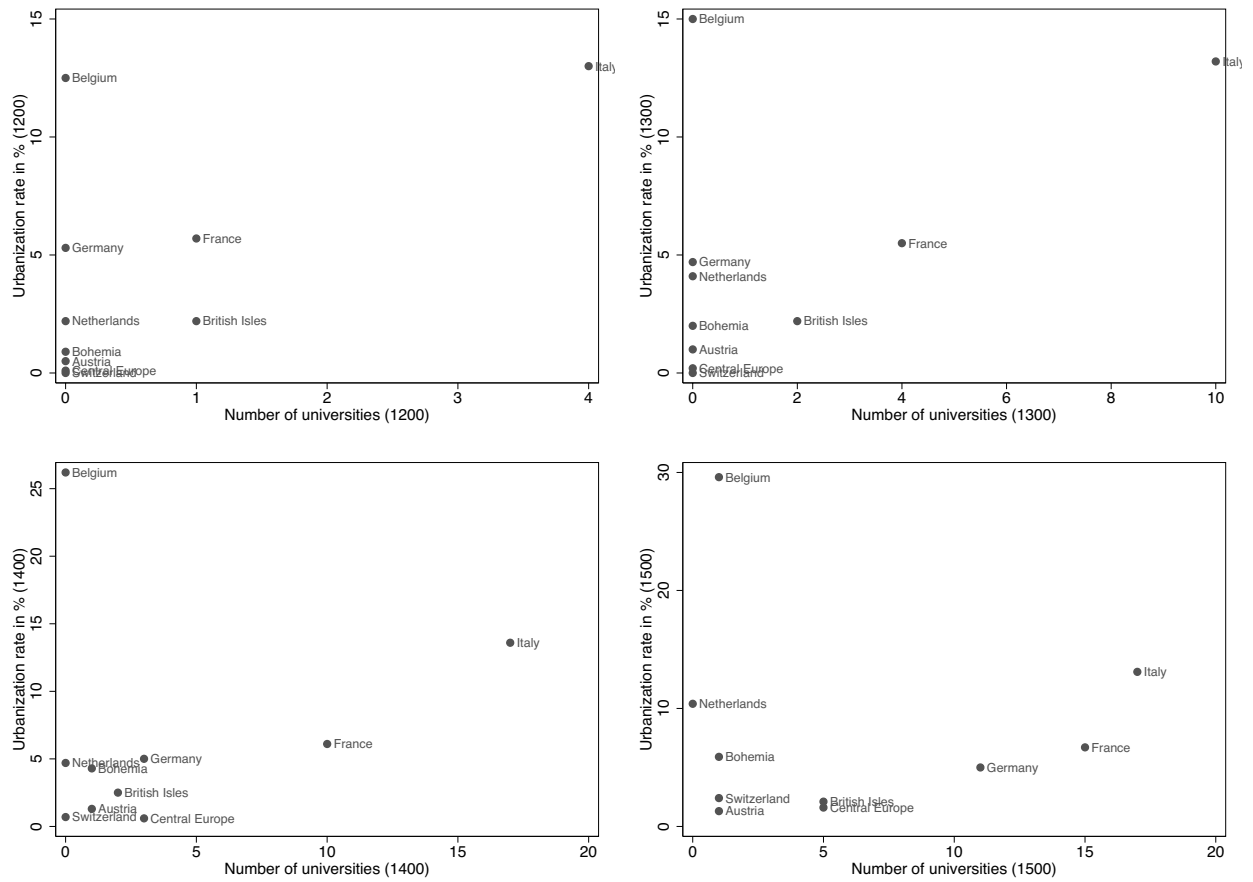 Urbanization rate in % (1200)
15
10
5
0
Belgium
Italy
Germany
France
Netherlands
British Isles
Bohemia
Austria
Central Europe
Switzerland
0 1 2 3 4
Number of universities (1200)
Urbanization rate in % (1300)
15
10
5
0
Belgium
Italy
France
Germany
Netherlands
Bohemia
British Isles
Austria
Central Europe
Switzerland
0 2 4 6 8 10
Number of universities (1300)
Urbanization rate in % (1400)
25
20
15
10
5
0
Belgium
Italy
France
Germany
Netherlands
Bohemia
British Isles
Austria
Switzerland
Central Europe
0 5 10 15 20
Number of universities (1400)
Urbanization rate in % (1500)
30
20
10
0
Belgium
Italy
Netherlands
France
Bohemia
Germany
Switzerland
British Isles
Central Europe
Austria
0 5 10 15 20
Number of universities (1500)